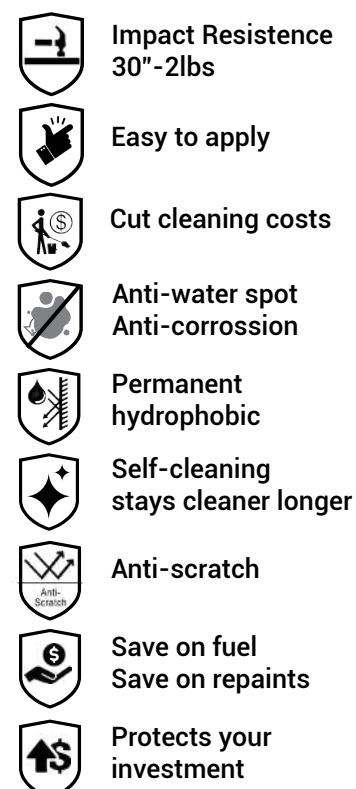 Impact Resistence
30"-2lbs
Easy to apply
$
Cut cleaning costs
Anti-water spot
Anti-corrossion
Permanent
hydrophobic
Self-cleaning
stays cleaner longer
Anti-
Scratch
Anti-scratch
$
Save on fuel
Save on repaints
$
Protects your
investment